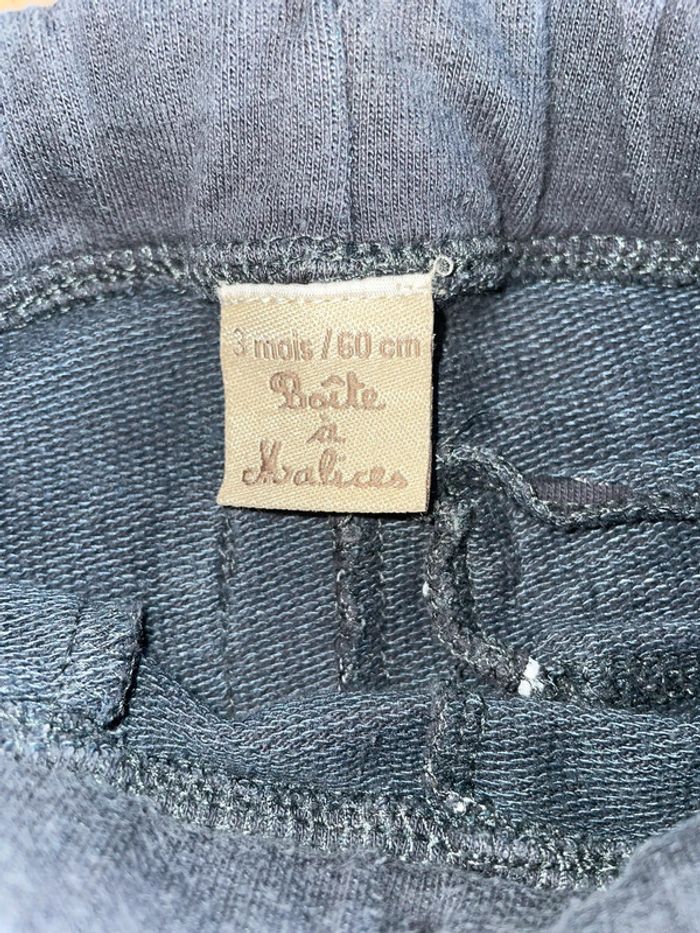 3 mois / 60 cm
Boîte
à
Malices